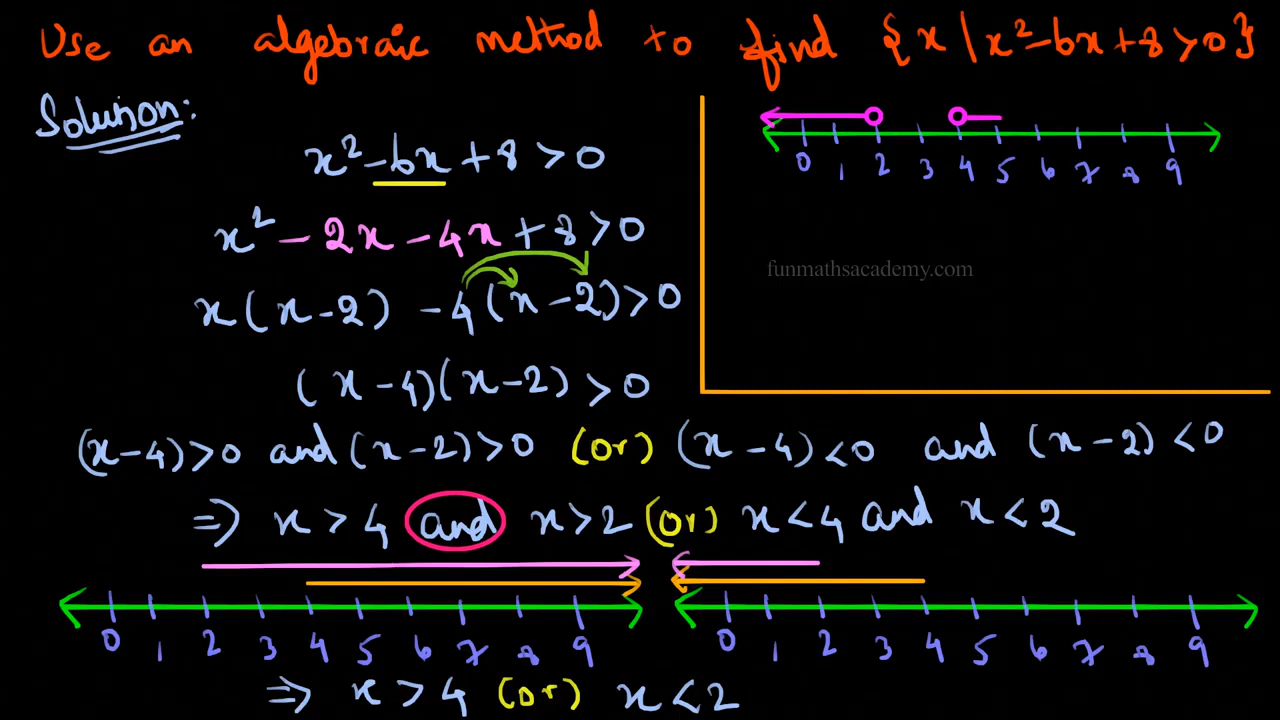 Use an algebraic method to find {x | x² - 6x + 8 > 0}
Solution:
x² - 6x + 8 > 0
x² - 2x - 4x + 8 > 0
x(x - 2) - 4(x - 2) > 0
(x - 4)(x - 2) > 0
0 1 2 3 4 5 6 7 8 9
funmathsacademy.com
(x - 4) > 0 and (x - 2) > 0 (or) (x - 4) < 0 and (x - 2) < 0
⇒ x > 4 and x > 2 (or) x < 4 and x < 2
0 1 2 3 4 5 6 7 8 9
0 1 2 3 4 5 6 7 8 9
⇒ x > 4 (or) x < 2